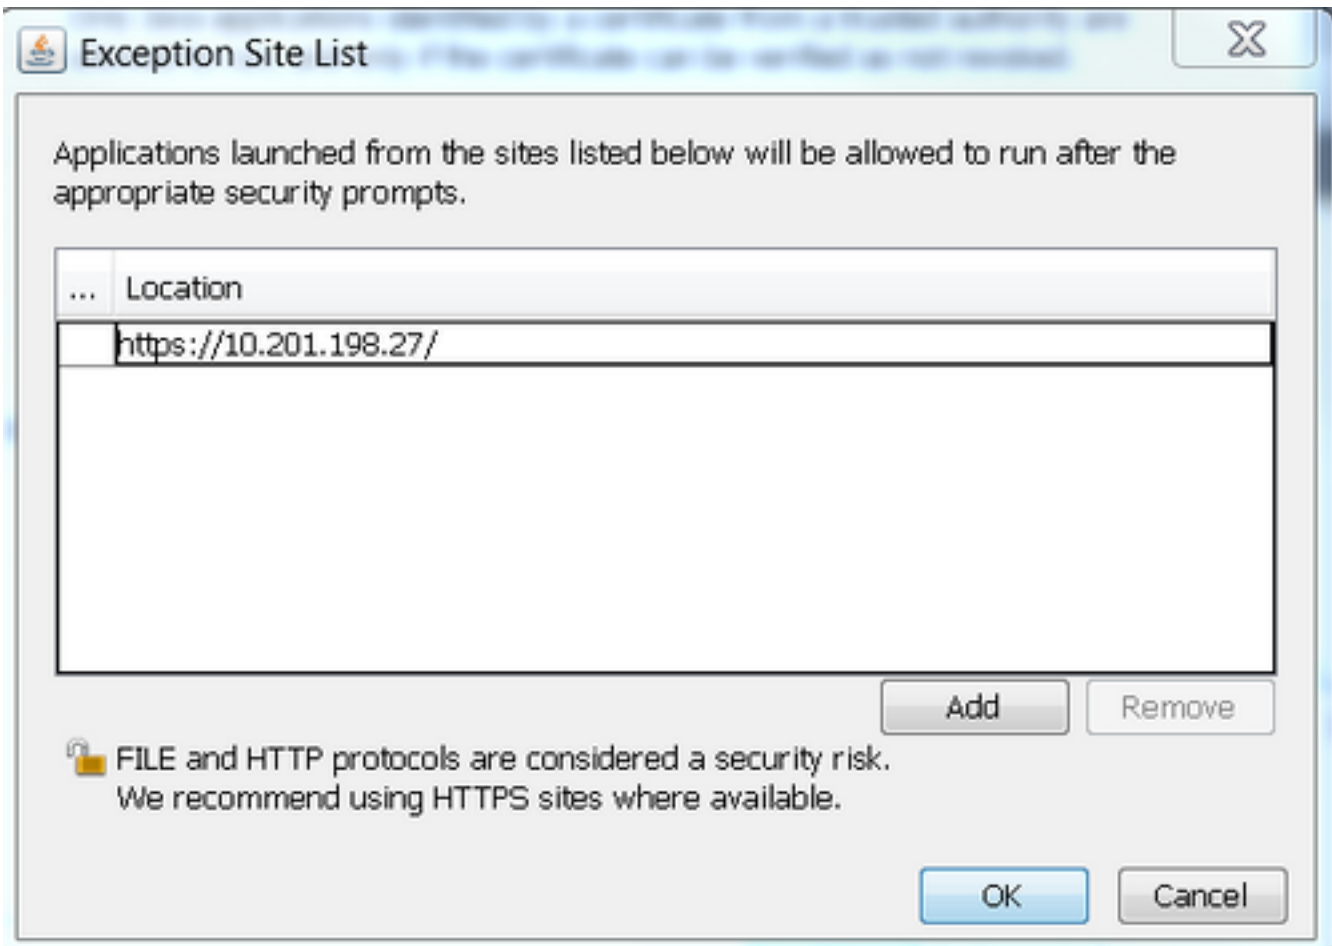 Exception Site List
Applications launched from the sites listed below will be allowed to run after the
appropriate security prompts.
... Location
https://10.201.198.27/
Add Remove
FILE and HTTP protocols are considered a security risk.
We recommend using HTTPS sites where available.
OK Cancel